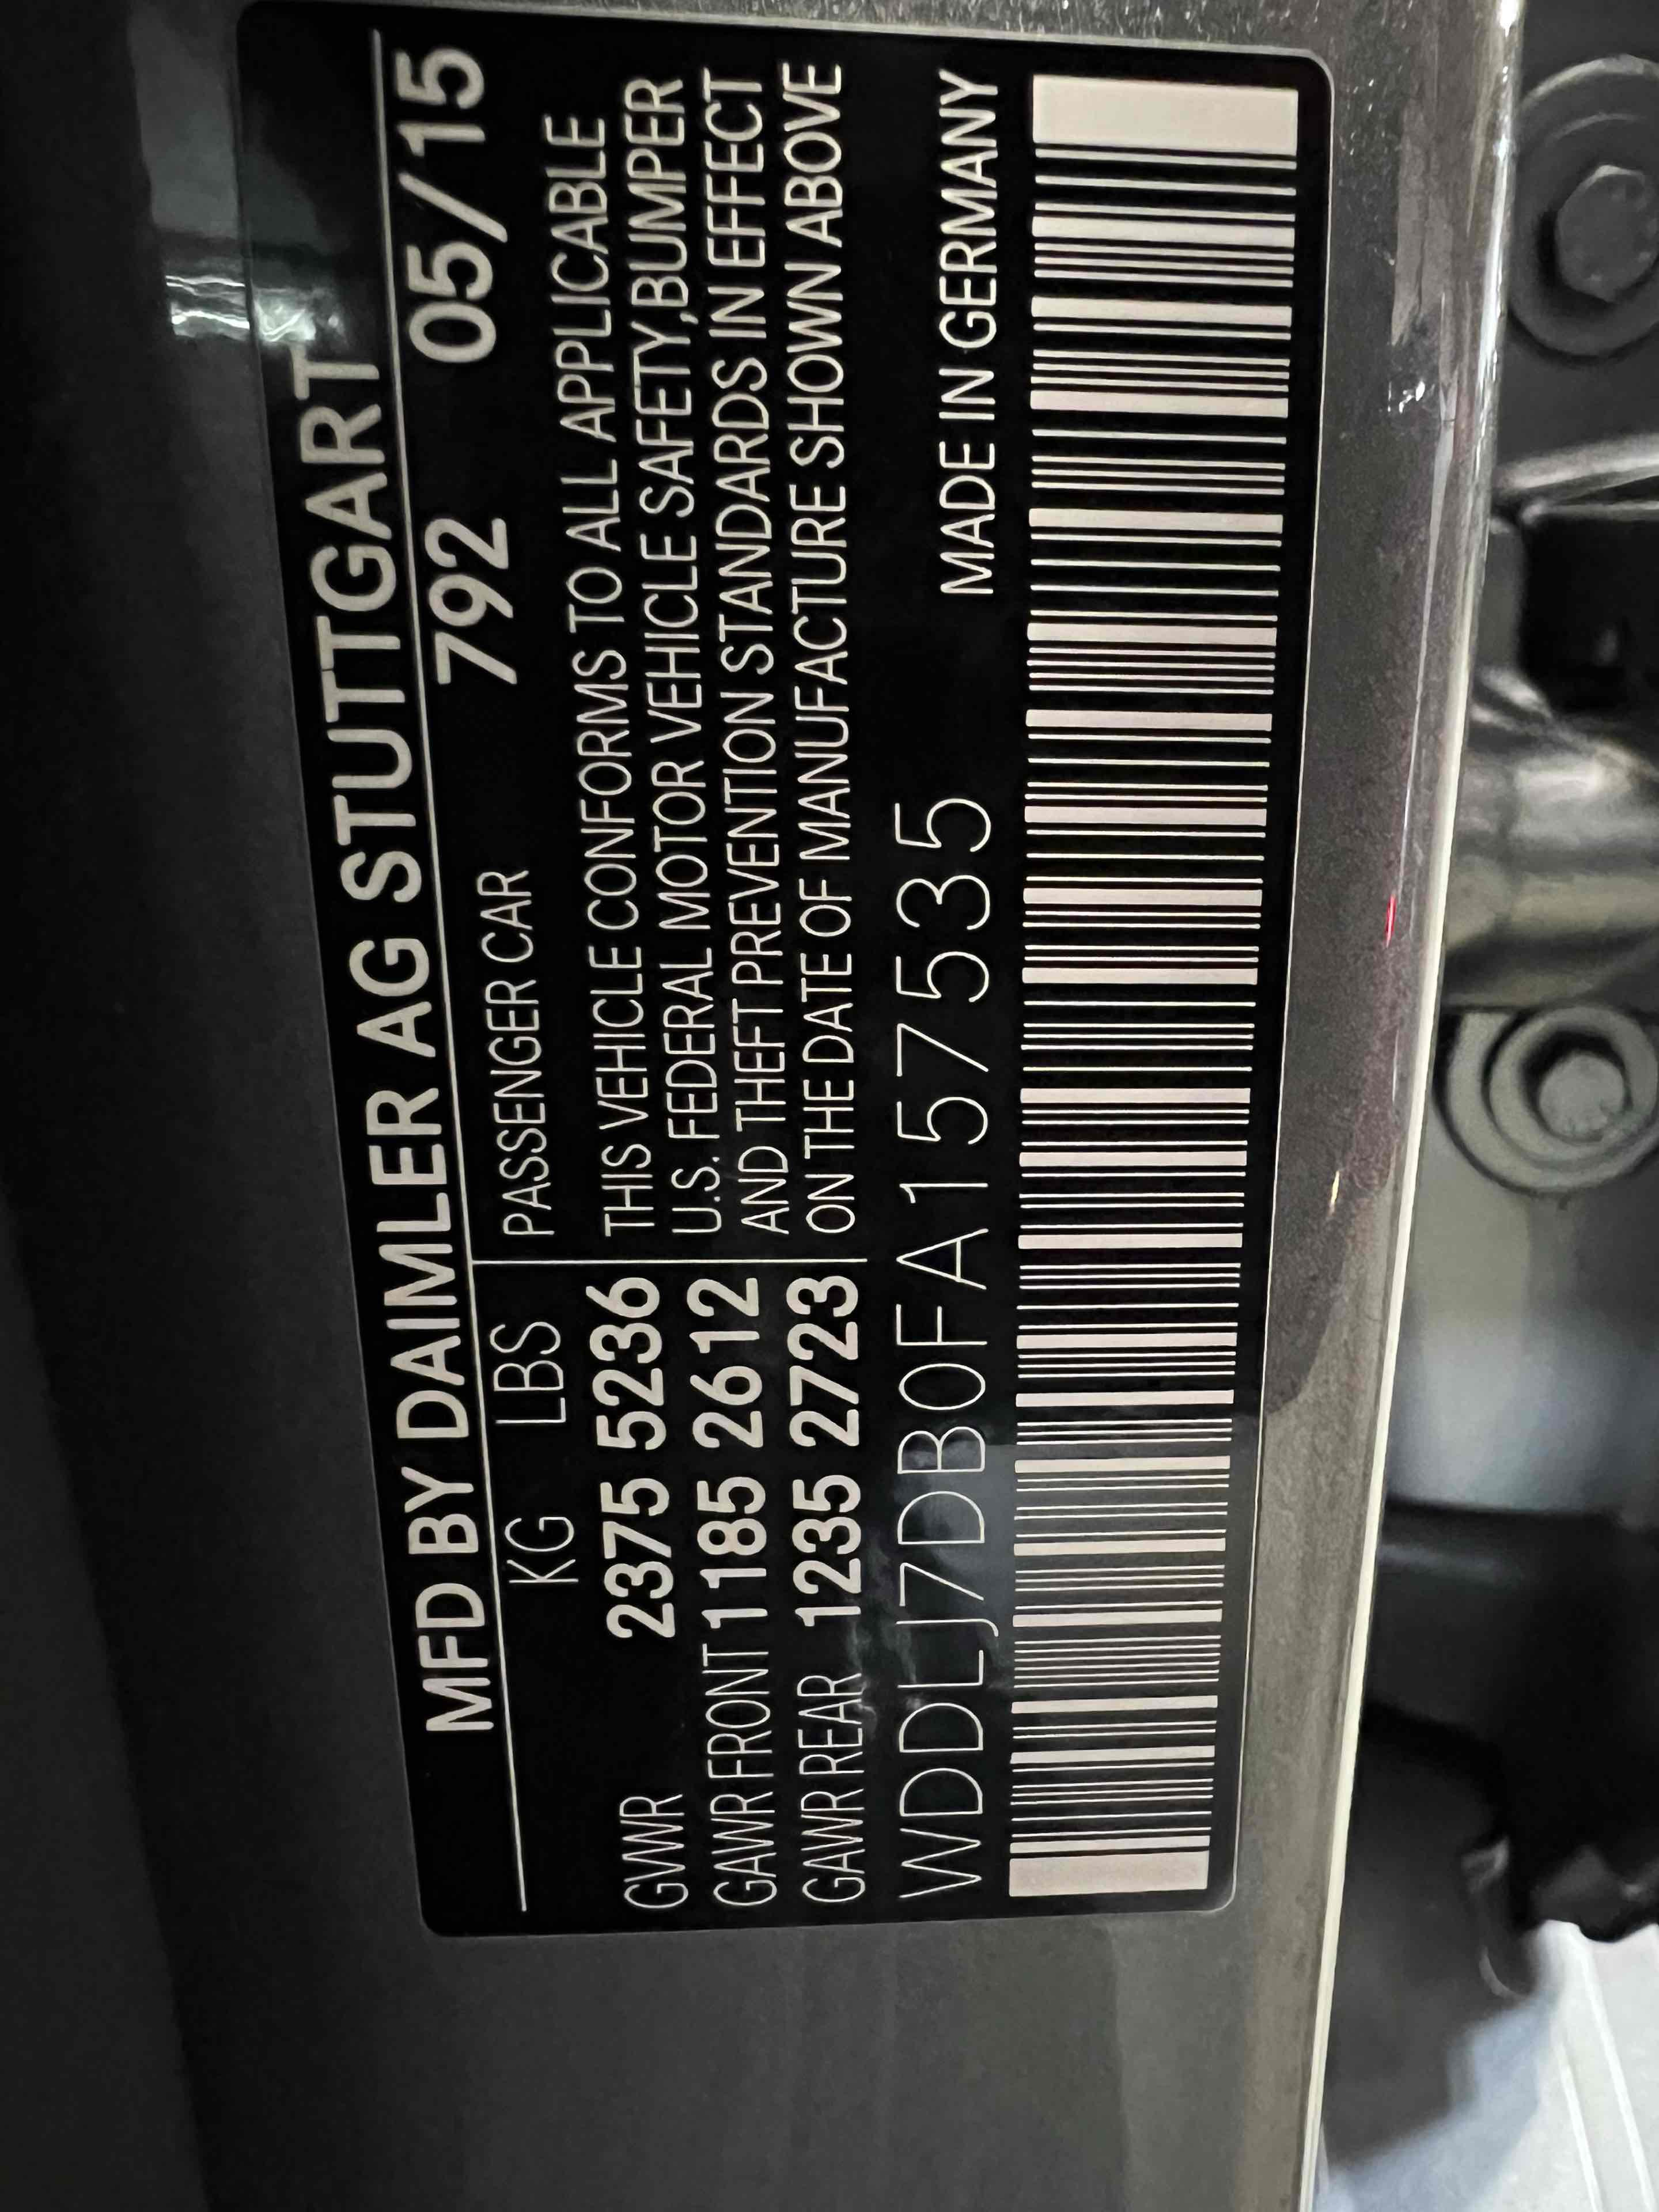 MFD BY DAIMLER AG STUTTGART
KG LBS PASSENGER CAR 792 05/15
GVWR 2375 5236 THIS VEHICLE CONFORMS TO ALL APPLICABLE
GAWR FRONT 1185 2612 U.S. FEDERAL MOTOR VEHICLE SAFETY,BUMPER
GAWR REAR 1235 2723 AND THEFT PREVENTION STANDARDS IN EFFECT
ON THE DATE OF MANUFACTURE SHOWN ABOVE
WDDLJ7DB0FA157535 MADE IN GERMANY